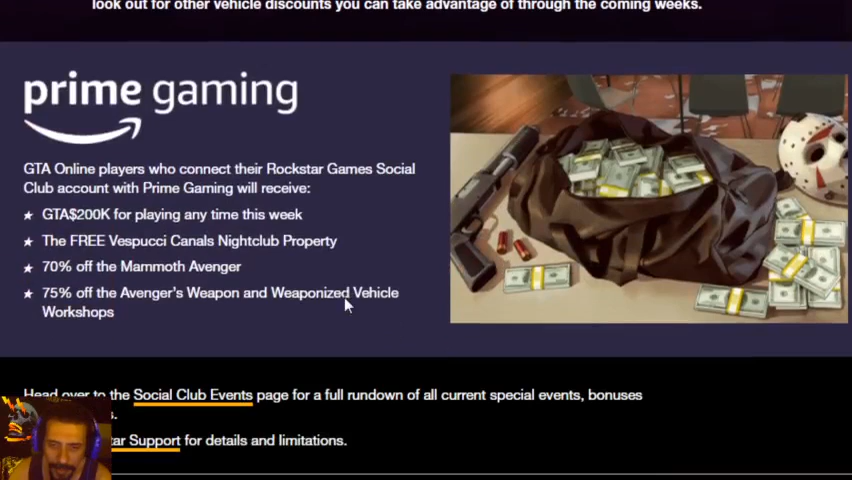 look out for other vehicle discounts you can take advantage of through the coming weeks.
prime gaming
GTA Online players who connect their Rockstar Games Social
Club account with Prime Gaming will receive:
GTA$200K for playing any time this week
The FREE Vespucci Canals Nightclub Property
70% off the Mammoth Avenger
75% off the Avenger's Weapon and Weaponized Vehicle
Workshops
Head over to the Social Club Events page for a full rundown of all current special events, bonuses
Support for details and limitations.